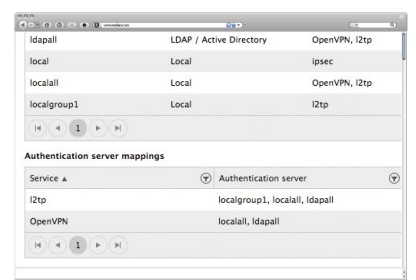 ldapall LDAP / Active Directory OpenVPN, l2tp
local Local ipsec
localall Local OpenVPN, l2tp
localgroup1 Local l2tp
1
Authentication server mappings
Service ▲ Authentication server
l2tp localgroup1, localall, ldapall
OpenVPN localall, ldapall
1